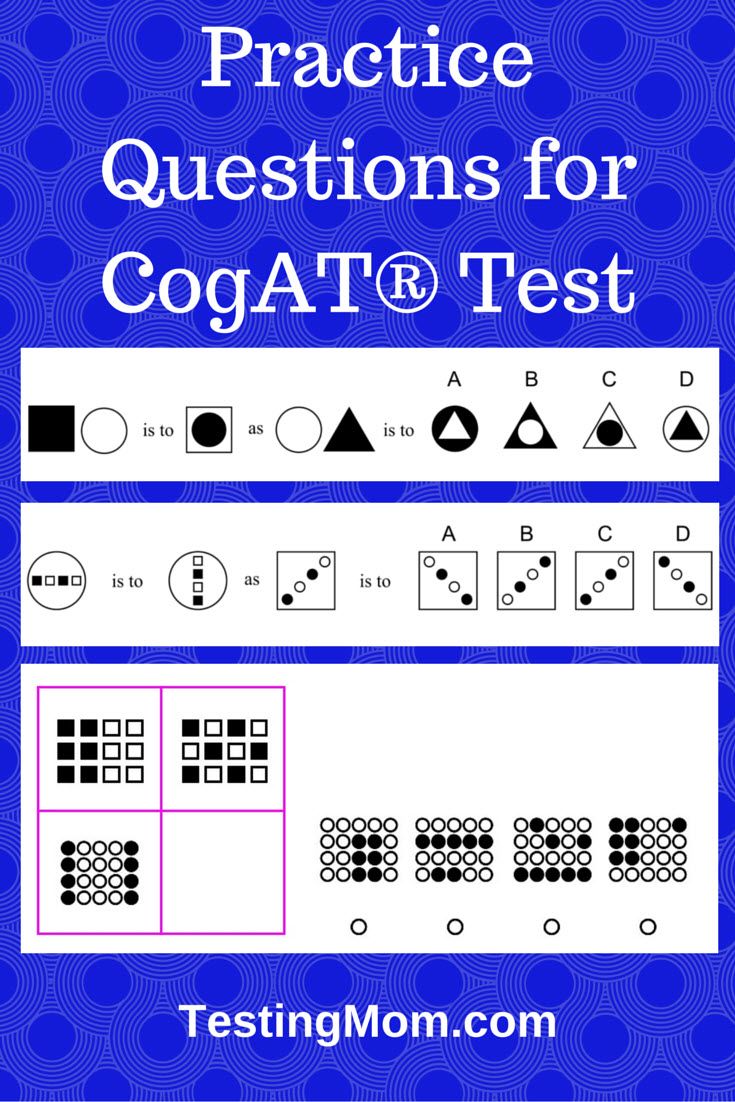 Practice
Questions for
CogAT® Test
A B C D
is to as is to
A B C D
is to as is to
TestingMom.com